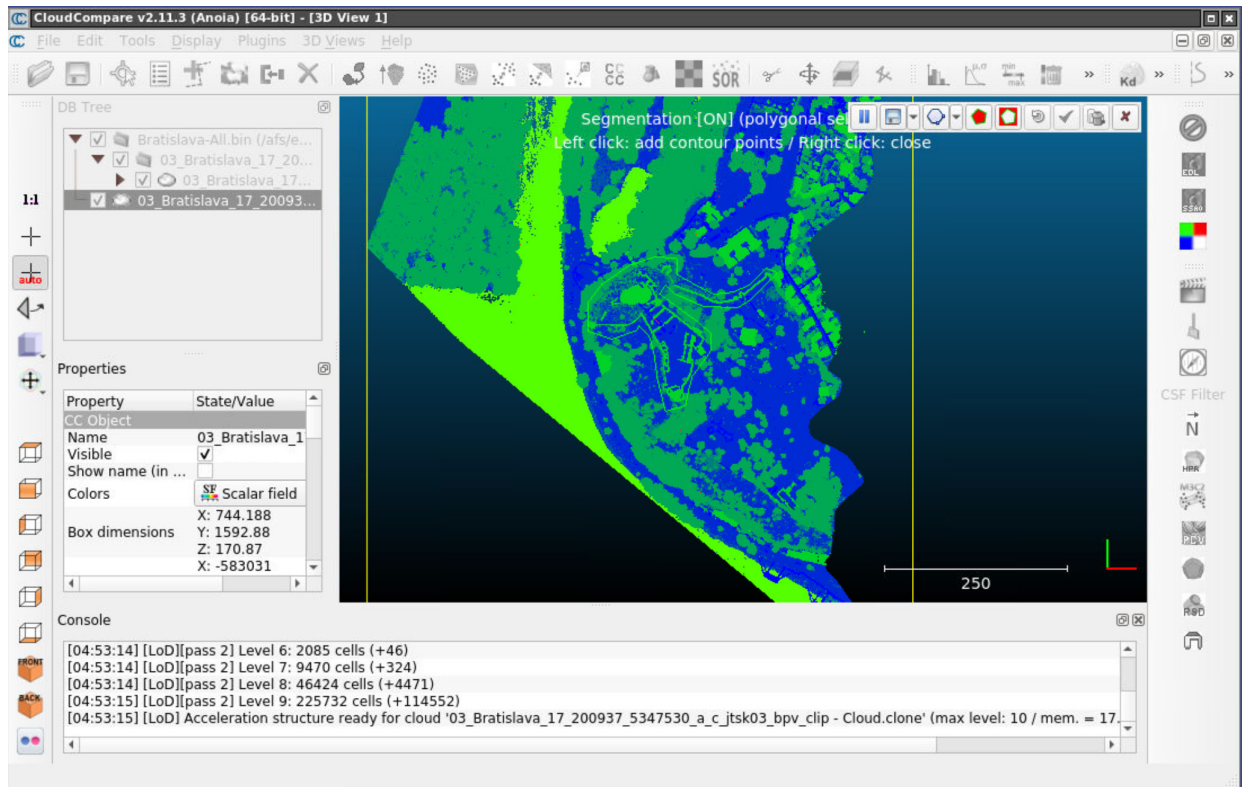 CloudCompare v2.11.3 (Anoia) [64-bit] - [3D View 1]
File Edit Tools Display Plugins 3D Views Help
CC
CC
SOR
μ,σ
min
max
»
Kd
»
»
DB Tree
Bratislava-All.bin (/afs/e...
03_Bratislava_17_20...
03_Bratislava_17...
03_Bratislava_17_20093...
Segmentation [ON] (polygonal sel
Left click: add contour points / Right click: close
1:1
auto
EDL
SSAO
Properties
Property State/Value
CC Object
Name 03_Bratislava_1
Visible
Show name (in ...
Colors SF Scalar field
Box dimensions
X: 744.188
Y: 1592.88
Z: 170.87
X: -583031
250
CSF Filter
N
HPR
M3C2
PCV
RSD
FRONT
BACK
Console
[04:53:14] [LoD][pass 2] Level 6: 2085 cells (+46)
[04:53:14] [LoD][pass 2] Level 7: 9470 cells (+324)
[04:53:14] [LoD][pass 2] Level 8: 46424 cells (+4471)
[04:53:15] [LoD][pass 2] Level 9: 225732 cells (+114552)
[04:53:15] [LoD] Acceleration structure ready for cloud '03_Bratislava_17_200937_5347530_a_c_jtsk03_bpv_clip - Cloud.clone' (max level: 10 / mem. = 17.